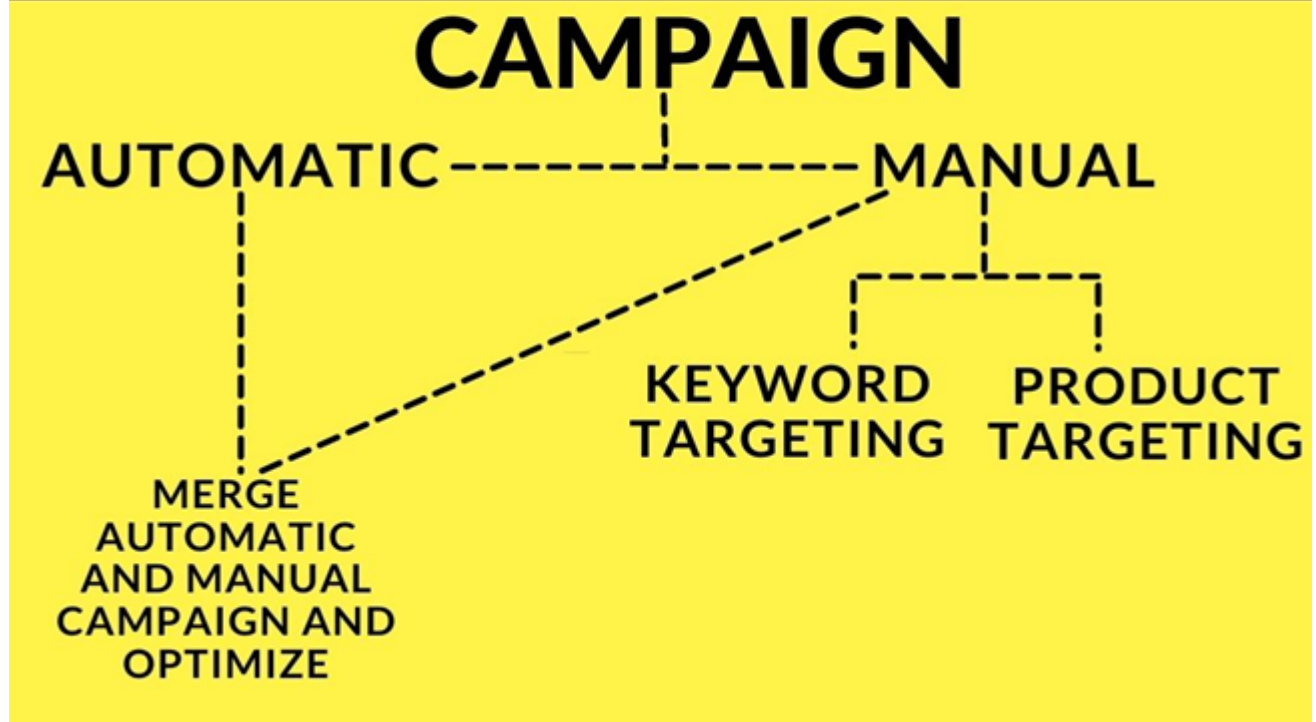 CAMPAIGN
AUTOMATIC
MANUAL
KEYWORD
TARGETING
PRODUCT
TARGETING
MERGE
AUTOMATIC
AND MANUAL
CAMPAIGN AND
OPTIMIZE